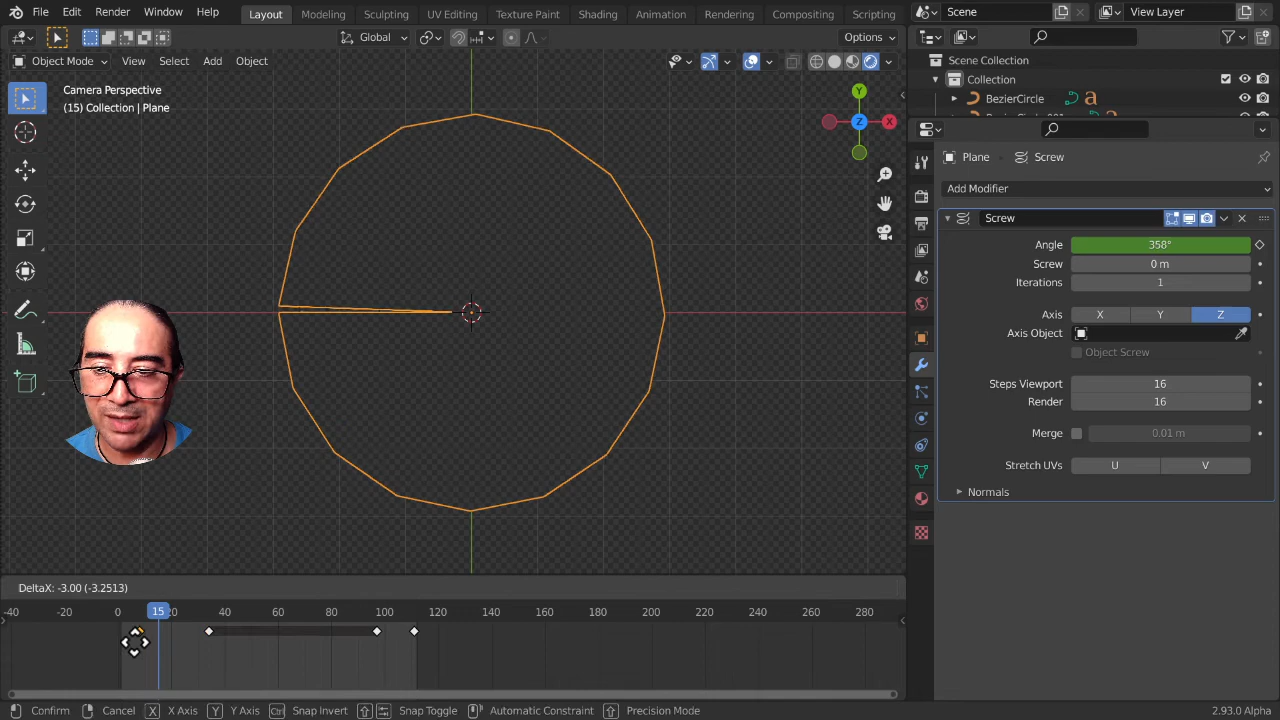 File Edit Render Window Help Layout Modeling Sculpting UV Editing Texture Paint Shading Animation Rendering Compositing Scripting Scene View Layer
Global Options
Object Mode View Select Add Object
Scene Collection
Collection
BezierCircle
BezierCircle.001
Camera Perspective
(15) Collection | Plane
Y
Z
X
Plane Screw
Add Modifier
Screw
Angle 358°
Screw 0 m
Iterations 1
Axis X Y Z
Axis Object
Object Screw
Steps Viewport 16
Render 16
Merge 0.01 m
Stretch UVs U V
Normals
DeltaX: -3.00 (-3.2513)
-40 -20 0 15 20 40 60 80 100 120 140 160 180 200 220 240 260 280
Confirm Cancel X X Axis Y Y Axis Ctrl Snap Invert Snap Toggle Automatic Constraint Precision Mode 2.93.0 Alpha